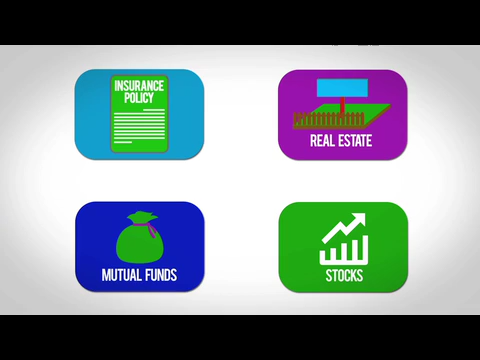 INSURANCE
POLICY
REAL ESTATE
MUTUAL FUNDS
STOCKS